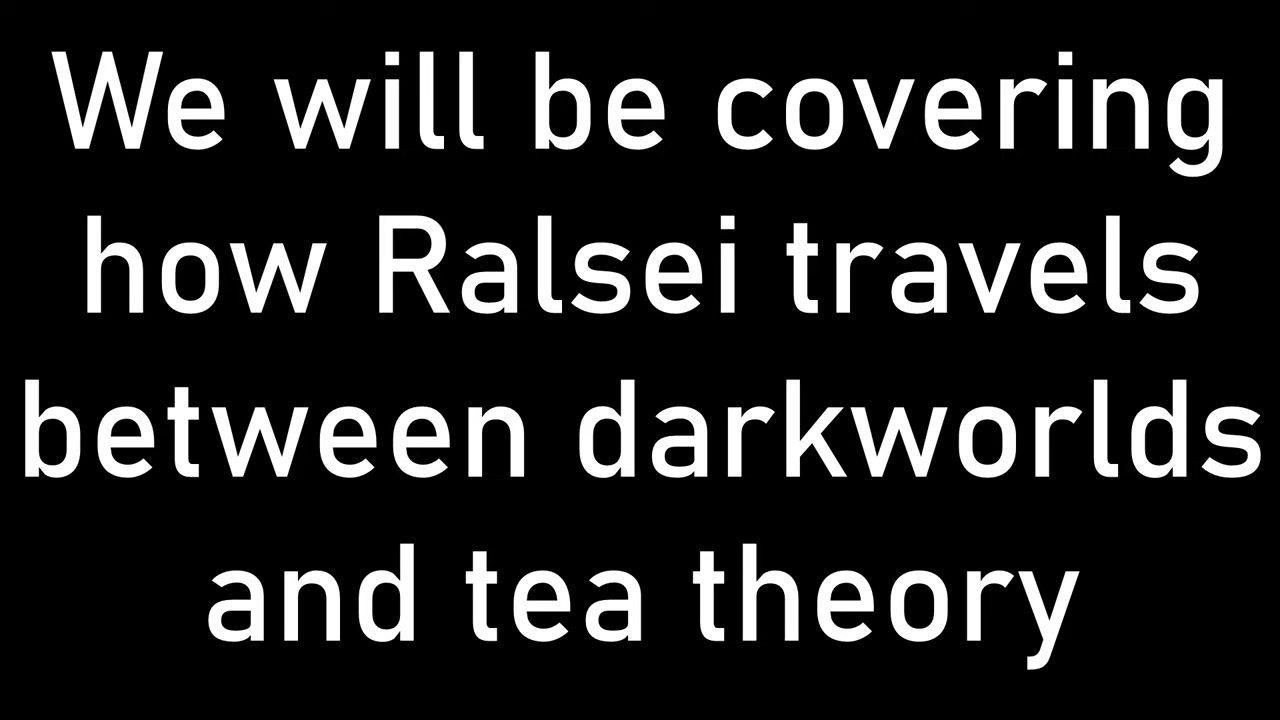 We will be covering
how Ralsei travels
between darkworlds
and tea theory